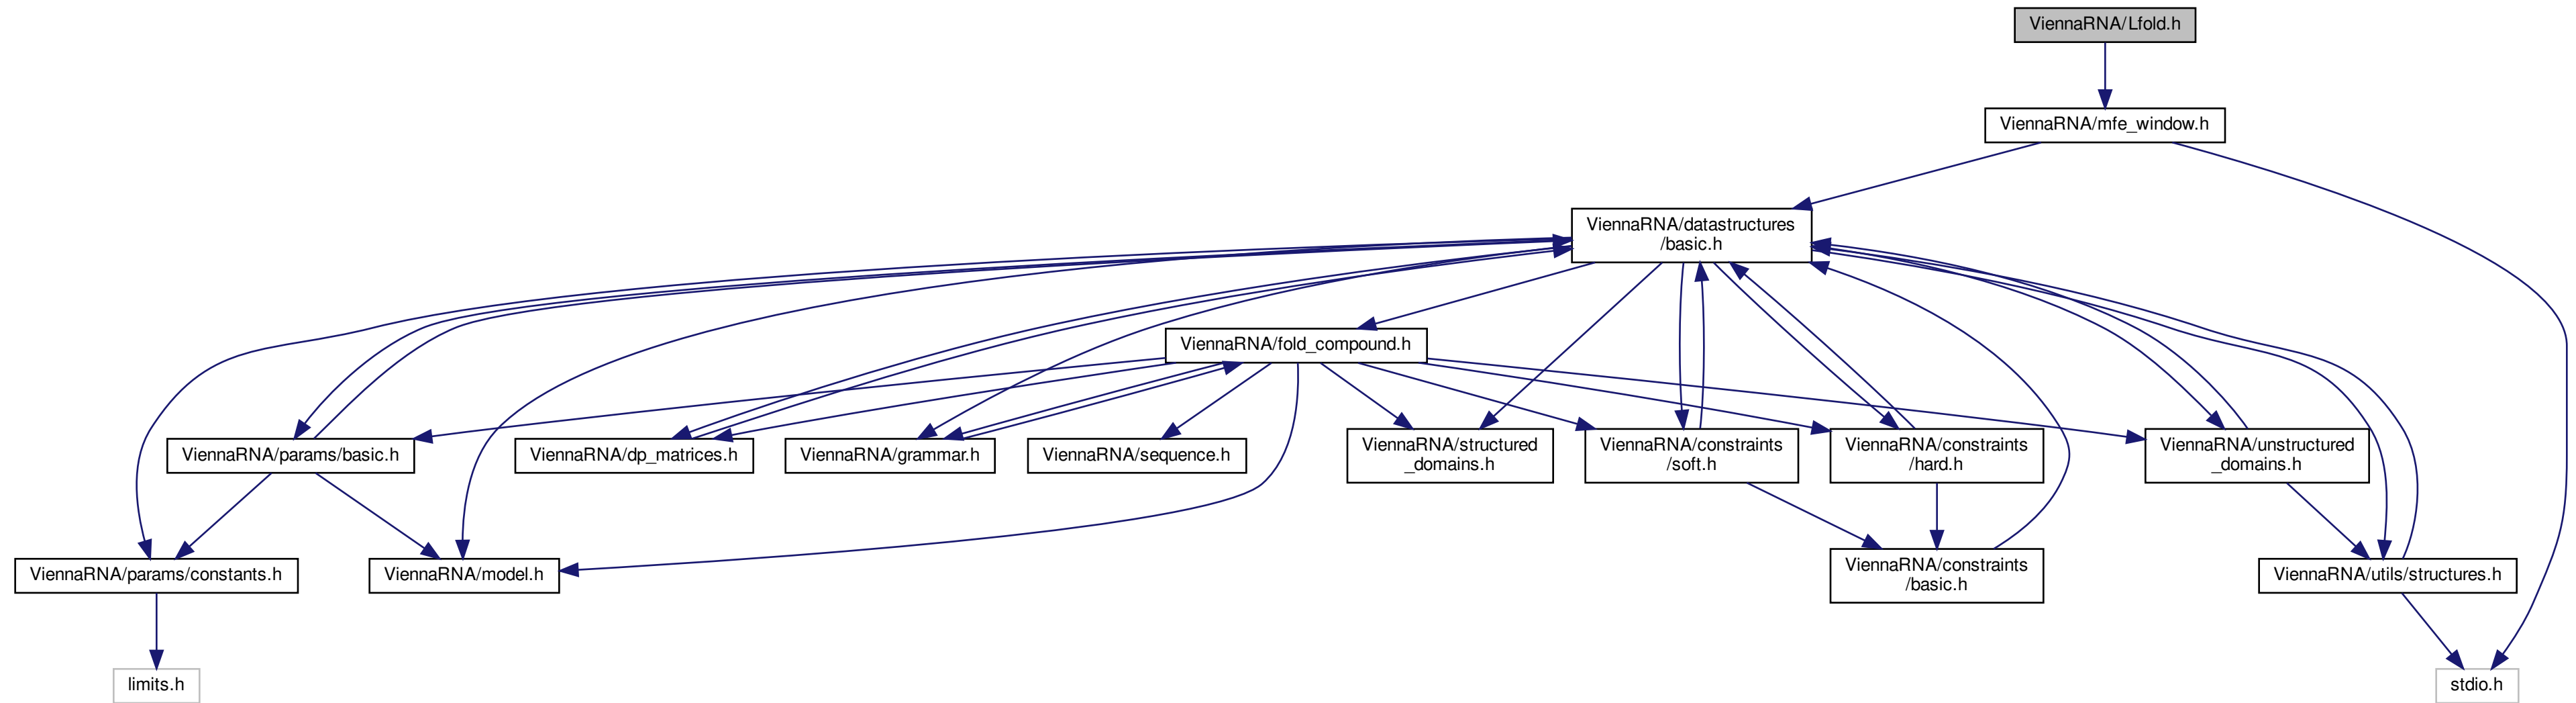 ViennaRNA/Lfold.h
ViennaRNA/mfe_window.h
ViennaRNA/datastructures
/basic.h
ViennaRNA/fold_compound.h
ViennaRNA/params/basic.h
ViennaRNA/dp_matrices.h
ViennaRNA/grammar.h
ViennaRNA/sequence.h
ViennaRNA/structured
_domains.h
ViennaRNA/constraints
/soft.h
ViennaRNA/constraints
/hard.h
ViennaRNA/unstructured
_domains.h
ViennaRNA/params/constants.h
ViennaRNA/model.h
ViennaRNA/constraints
/basic.h
ViennaRNA/utils/structures.h
limits.h
stdio.h